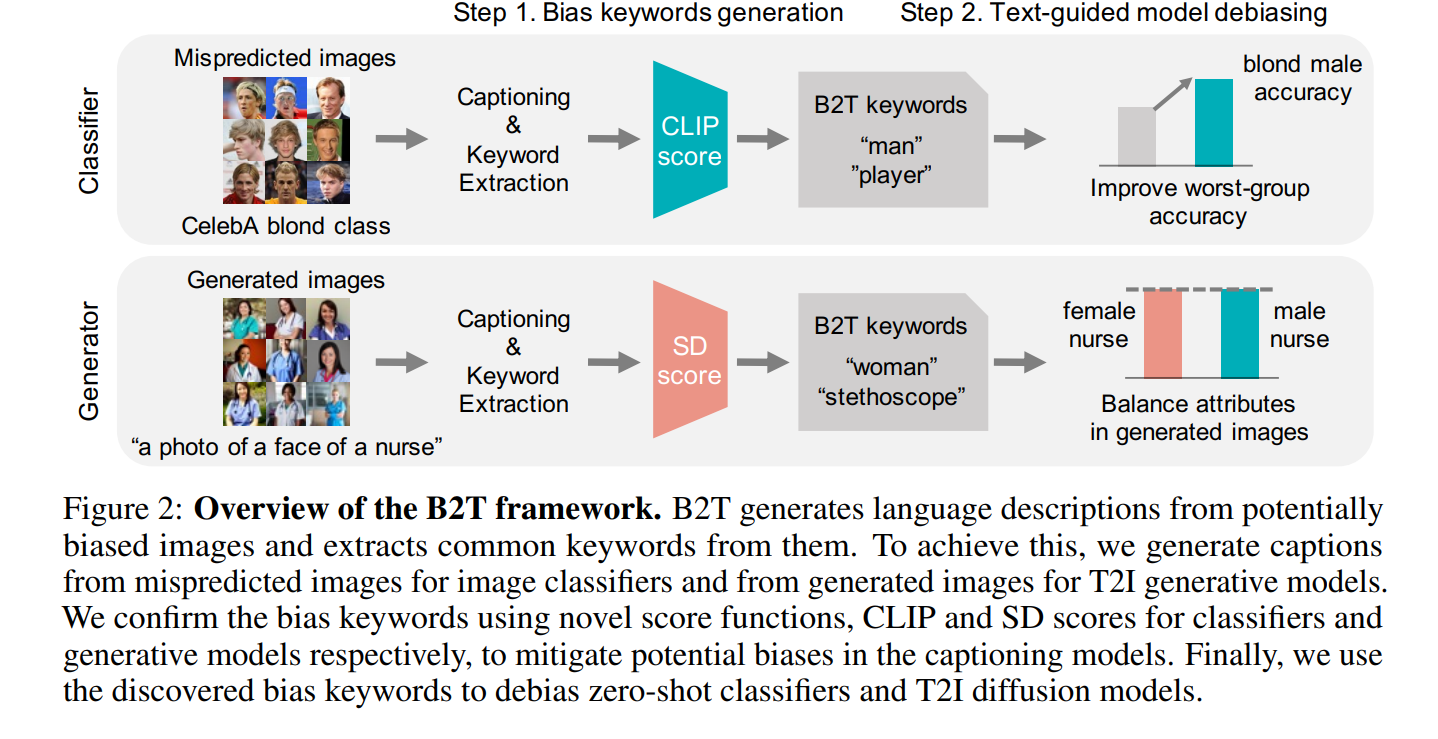 Step 1. Bias keywords generation
Step 2. Text-guided model debiasing
Classifier
Mispredicted images
CelebA blond class
Captioning
&
Keyword
Extraction
CLIP
score
B2T keywords
“man”
”player”
blond male
accuracy
Improve worst-group
accuracy
Generator
Generated images
“a photo of a face of a nurse”
Captioning
&
Keyword
Extraction
SD
score
B2T keywords
“woman”
“stethoscope”
female
nurse
male
nurse
Balance attributes
in generated images
Figure 2: Overview of the B2T framework. B2T generates language descriptions from potentially
biased images and extracts common keywords from them. To achieve this, we generate captions
from mispredicted images for image classifiers and from generated images for T2I generative models.
We confirm the bias keywords using novel score functions, CLIP and SD scores for classifiers and
generative models respectively, to mitigate potential biases in the captioning models. Finally, we use
the discovered bias keywords to debias zero-shot classifiers and T2I diffusion models.